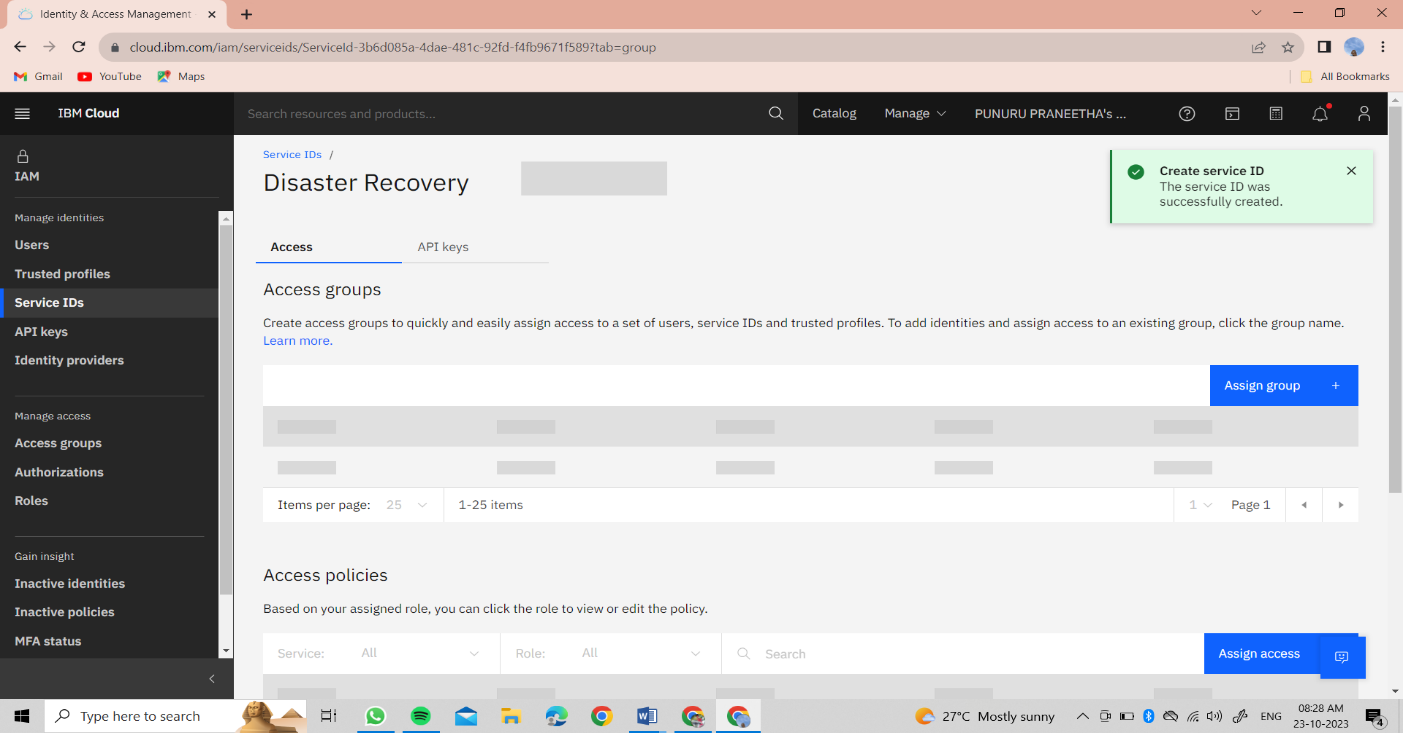 Identity & Access Management
cloud.ibm.com/iam/serviceids/ServiceId-3b6d085a-4dae-481c-92fd-f4fb9671f589?tab=group
Gmail YouTube Maps All Bookmarks
IBM Cloud Search resources and products... Catalog Manage PUNURU PRANEETHA's ...
IAM
Manage identities
Users
Trusted profiles
Service IDs
API keys
Identity providers
Manage access
Access groups
Authorizations
Roles
Gain insight
Inactive identities
Inactive policies
MFA status
Service IDs /
Disaster Recovery
Create service ID
The service ID was
successfully created.
Access API keys
Access groups
Create access groups to quickly and easily assign access to a set of users, service IDs and trusted profiles. To add identities and assign access to an existing group, click the group name.
Learn more.
Assign group +
Items per page: 25 1-25 items 1 Page 1
Access policies
Based on your assigned role, you can click the role to view or edit the policy.
Service: All Role: All Search Assign access
Type here to search 27°C Mostly sunny ENG 08:28 AM
23-10-2023 4